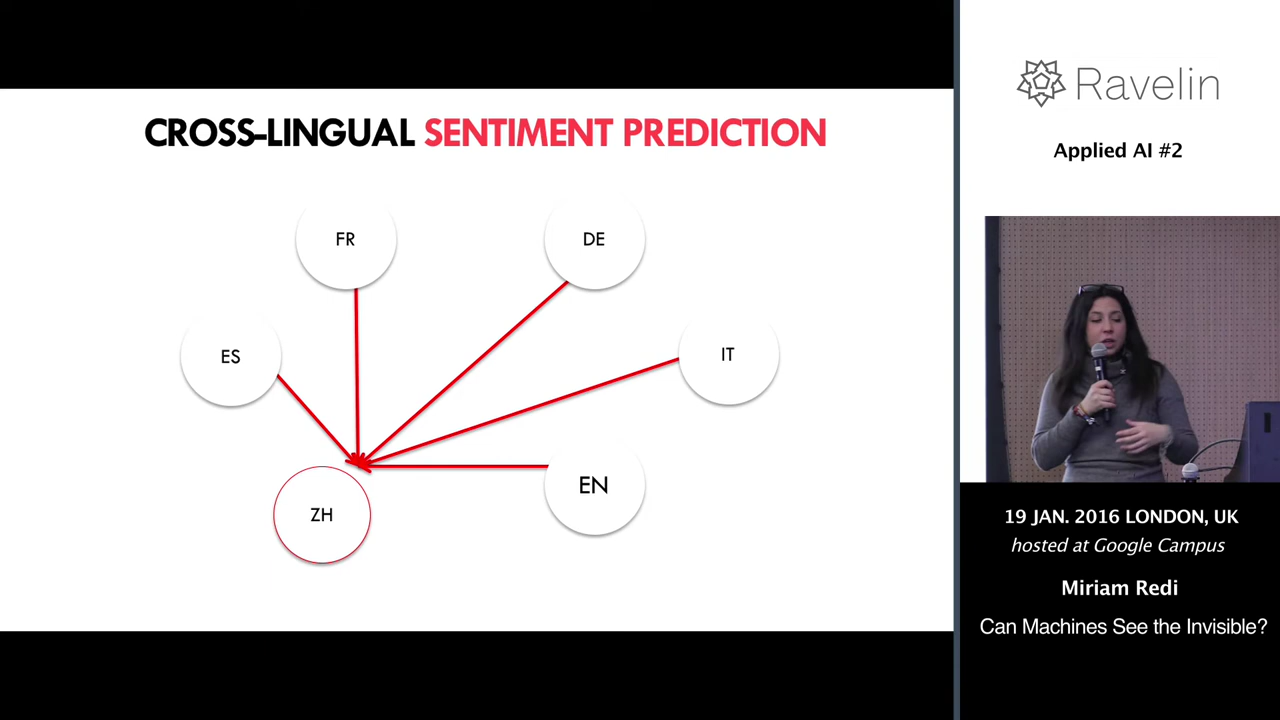 CROSS-LINGUAL SENTIMENT PREDICTION
FR
DE
ES
IT
ZH
EN
Ravelin
Applied AI #2
19 JAN. 2016 LONDON, UK
hosted at Google Campus
Miriam Redi
Can Machines See the Invisible?